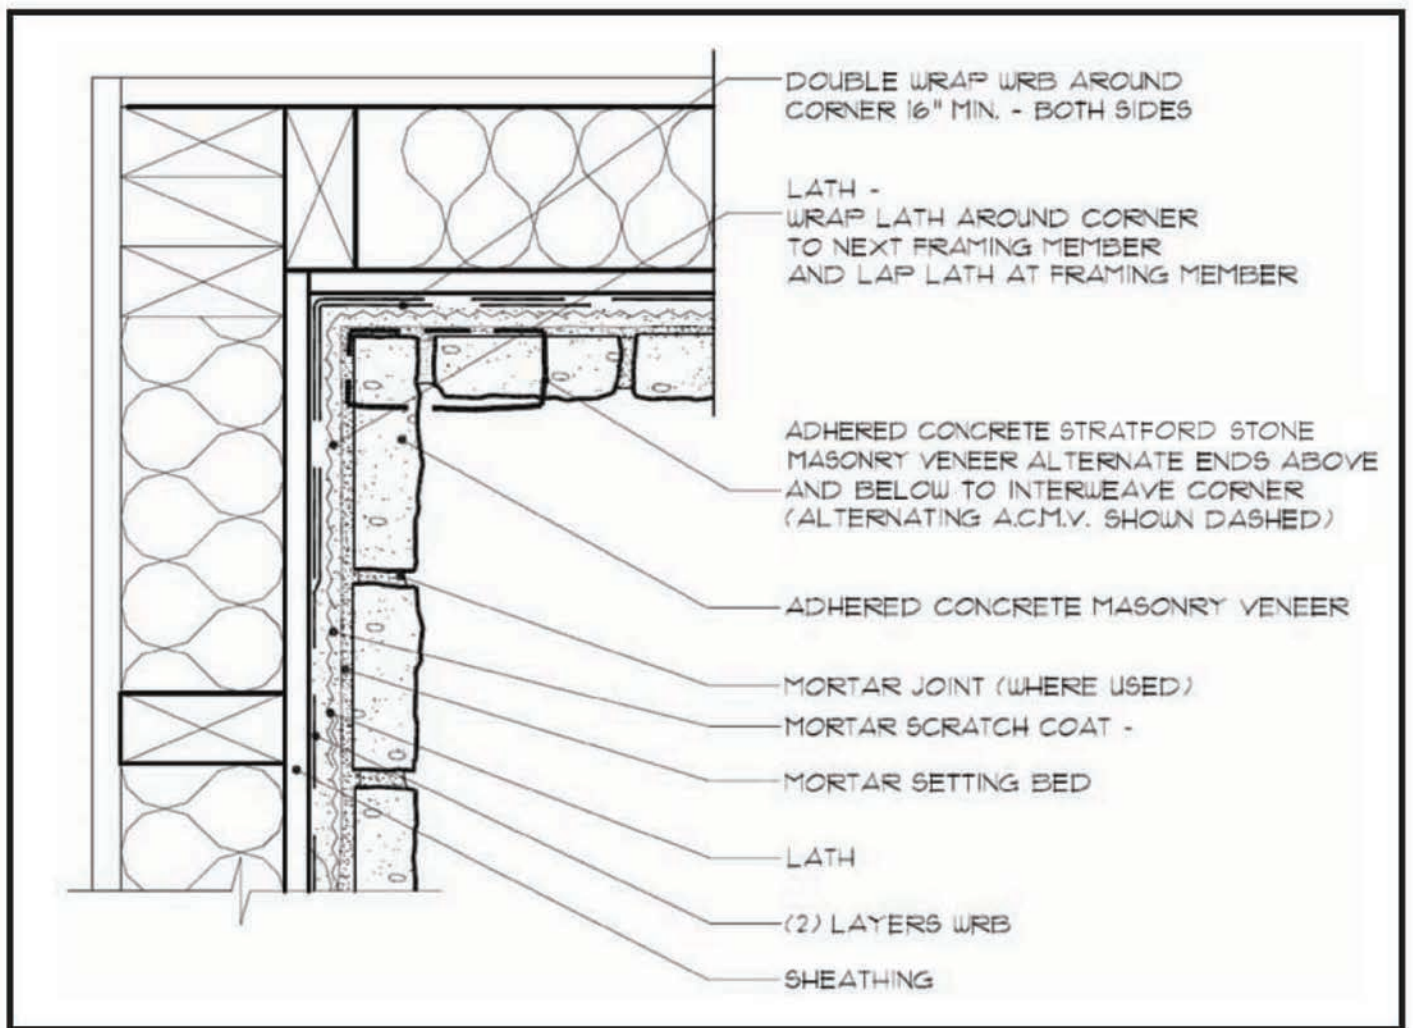 DOUBLE WRAP WRB AROUND
CORNER 16" MIN. - BOTH SIDES
LATH -
WRAP LATH AROUND CORNER
TO NEXT FRAMING MEMBER
AND LAP LATH AT FRAMING MEMBER
ADHERED CONCRETE STRATFORD STONE
MASONRY VENEER ALTERNATE ENDS ABOVE
AND BELOW TO INTERWEAVE CORNER
(ALTERNATING A.C.M.V. SHOWN DASHED)
ADHERED CONCRETE MASONRY VENEER
MORTAR JOINT (WHERE USED)
MORTAR SCRATCH COAT -
MORTAR SETTING BED
LATH
(2) LAYERS WRB
SHEATHING